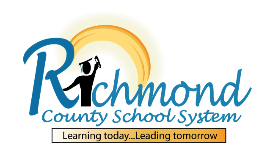 Richmond
County School System
Learning today...Leading tomorrow